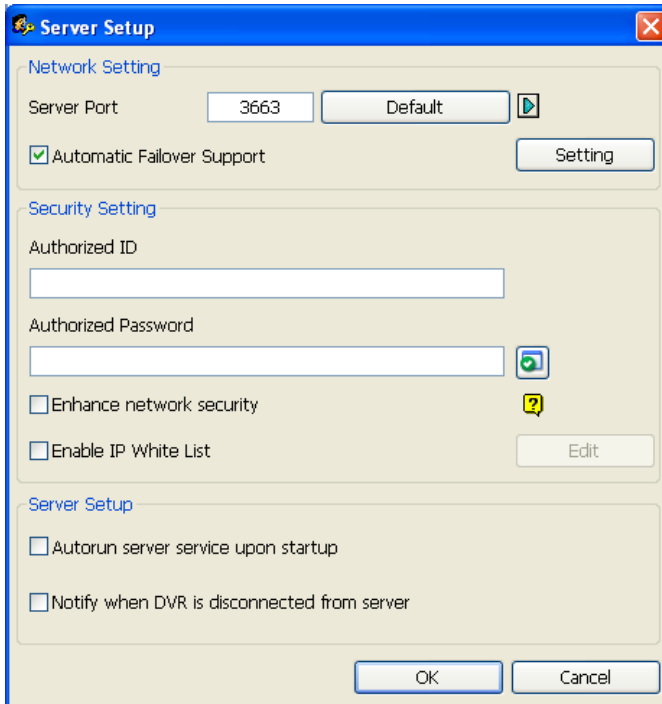 Server Setup
Network Setting
Server Port 3663 Default
Automatic Failover Support Setting
Security Setting
Authorized ID
Authorized Password
Enhance network security ?
Enable IP White List Edit
Server Setup
Autorun server service upon startup
Notify when DVR is disconnected from server
OK Cancel